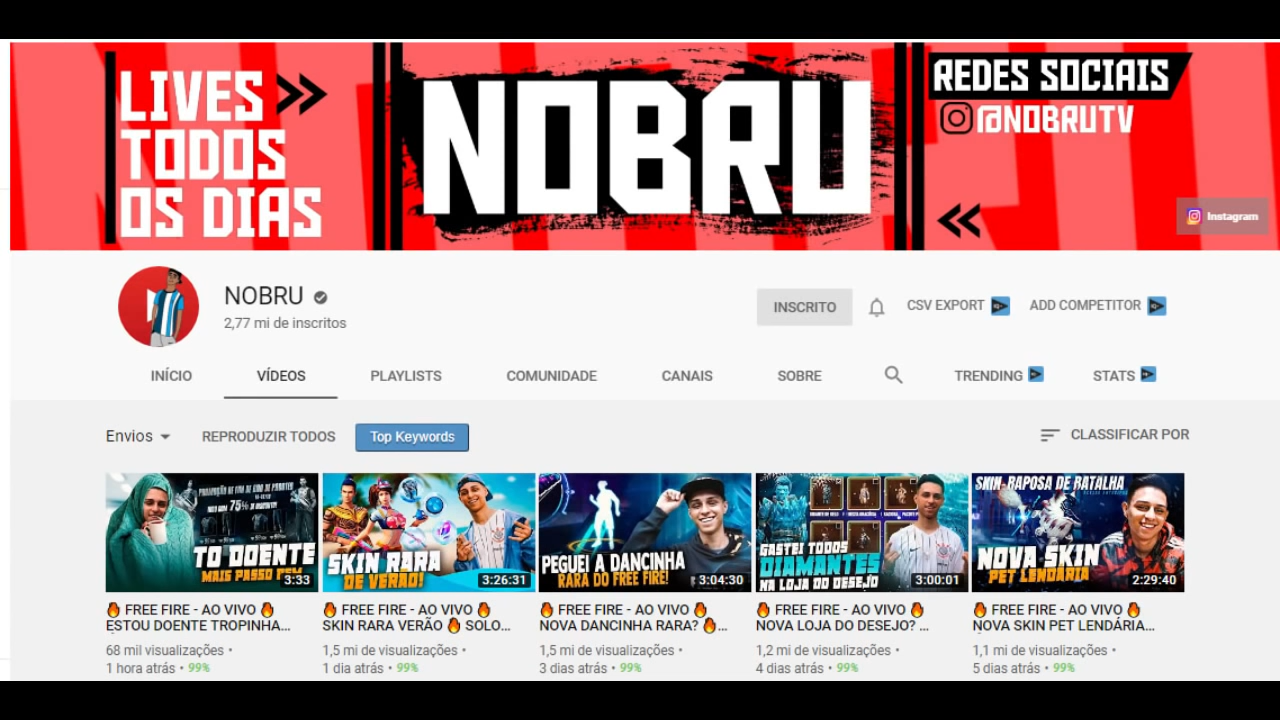 LIVES
TODOS
OS DIAS
NOBRU
REDES SOCIAIS
@NOBRUTV
Instagram
NOBRU
2,77 mi de inscritos
INSCRITO
CSV EXPORT
ADD COMPETITOR
INÍCIO VÍDEOS PLAYLISTS COMUNIDADE CANAIS SOBRE TRENDING STATS
Envios REPRODUZIR TODOS Top Keywords CLASSIFICAR POR
75%
TO DOENTE
MAIS PASSO
3:33
SKIN RARA
DE VERÃO!
3:26:31
PEGUEI A DANCINHA
RARA DO FREE FIRE!
3:04:30
GASTEI TODOS
DIAMANTES
NA LOJA DO DESEJO
3:00:01
SKIN RAPOSA DE BATALHA
NOVA SKIN
PET LENDÁRIA
2:29:40
🔥 FREE FIRE - AO VIVO 🔥
ESTOU DOENTE TROPINHA...
68 mil visualizações •
1 hora atrás • 99%
🔥 FREE FIRE - AO VIVO 🔥
SKIN RARA VERÃO 🔥 SOLO...
1,5 mi de visualizações •
1 dia atrás • 99%
🔥 FREE FIRE - AO VIVO 🔥
NOVA DANCINHA RARA? 🔥...
1,5 mi de visualizações •
3 dias atrás • 99%
🔥 FREE FIRE - AO VIVO 🔥
NOVA LOJA DO DESEJO? ...
1,2 mi de visualizações •
4 dias atrás • 99%
🔥 FREE FIRE - AO VIVO 🔥
NOVA SKIN PET LENDÁRIA...
1,1 mi de visualizações •
5 dias atrás • 99%